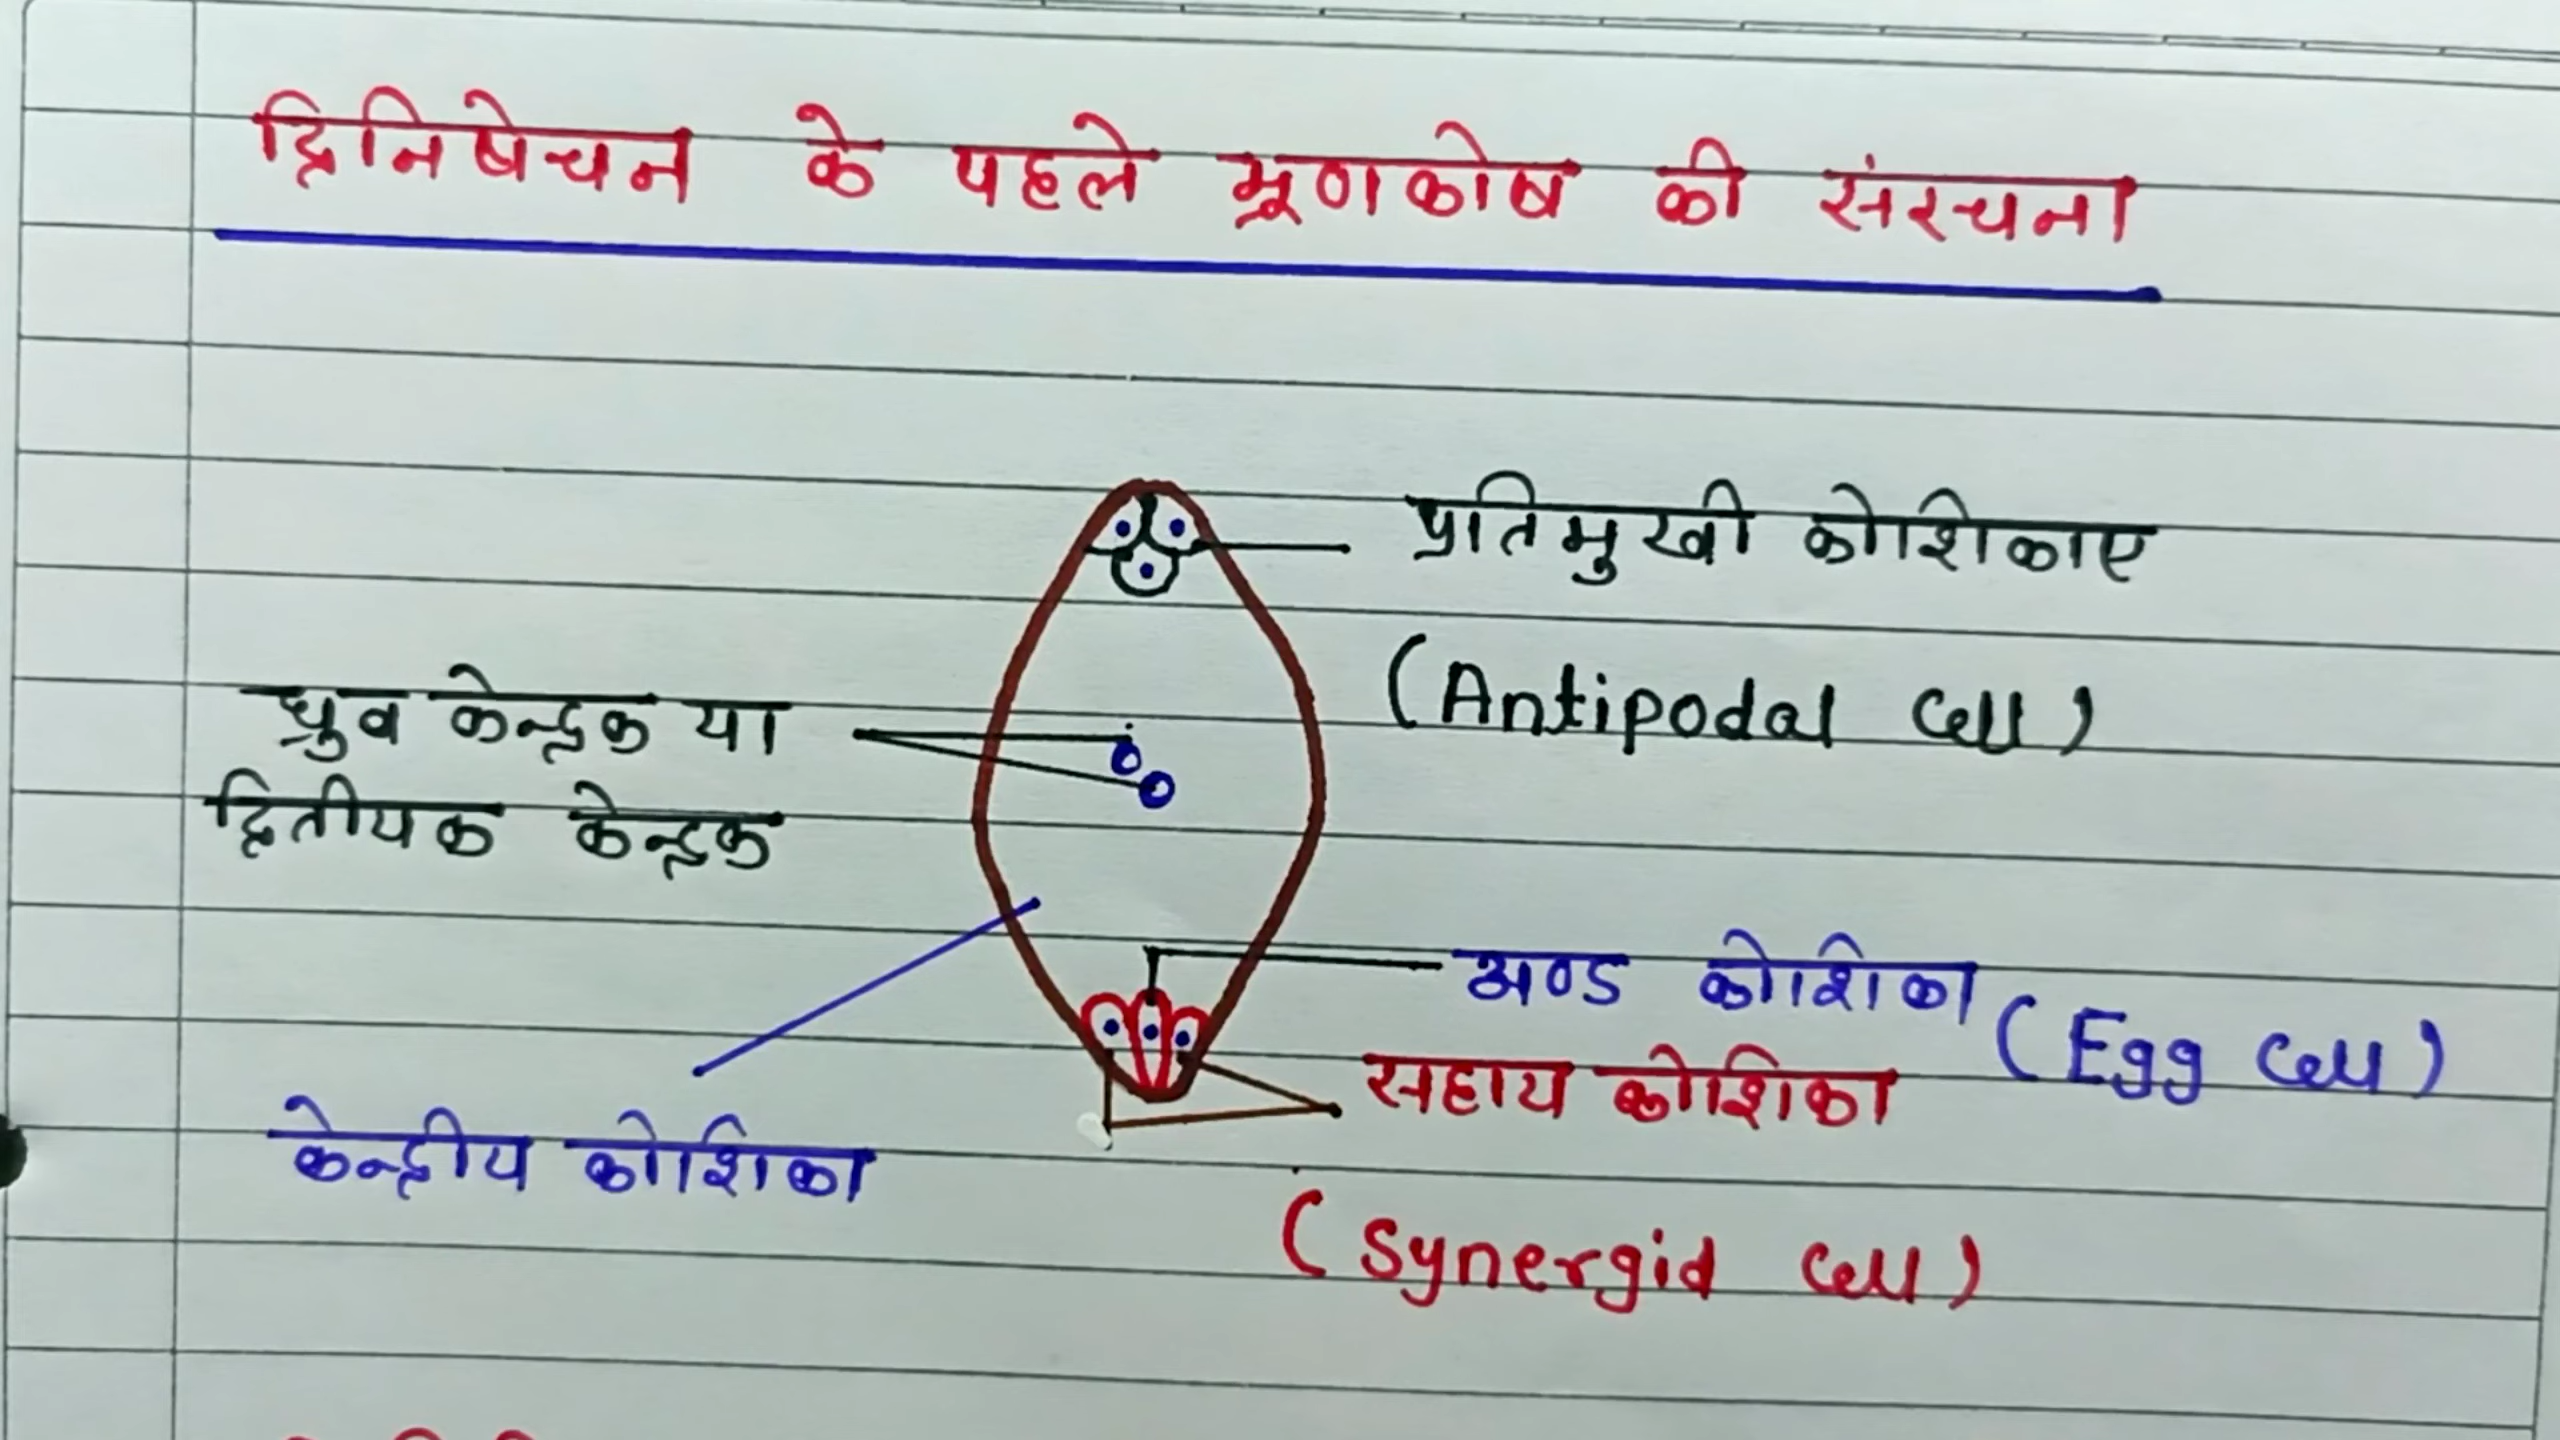 द्विनिषेचन के पहले भ्रूणकोष की संरचना
प्रतिमुखी कोशिकाए
(Antipodal Cell)
ध्रुव केन्द्रक या
द्वितीयक केन्द्रक
अण्ड कोशिका (Egg Cell)
सहाय कोशिका
केन्द्रीय कोशिका
(Synergid Cell)